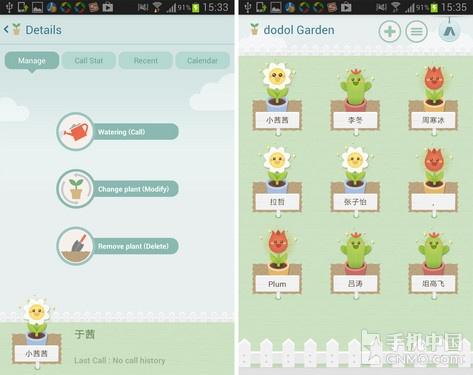 91% 15:33
Details
Manage
Call Stat
Recent
Calendar
Watering (Call)
Change plant (Modify)
Remove plant (Delete)
于茜
小茜茜
Last Call : No call history
91% 15:35
dodol Garden
小茜茜
李冬
周寒冰
拉哲
张子怡
,
Plum
吕涛
俎高飞
手机中国
CNMO.com